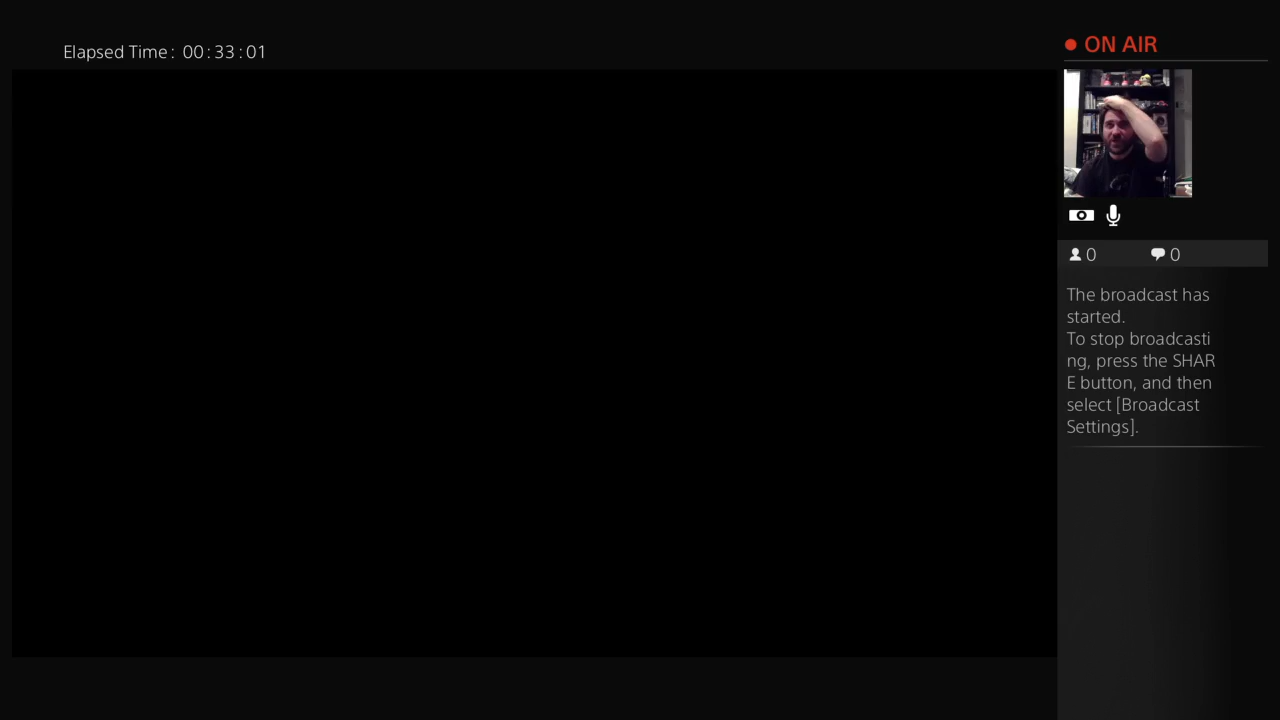 Elapsed Time: 00:33:01
ON AIR
0 0
The broadcast has
started.
To stop broadcasti
ng, press the SHAR
E button, and then
select [Broadcast
Settings].